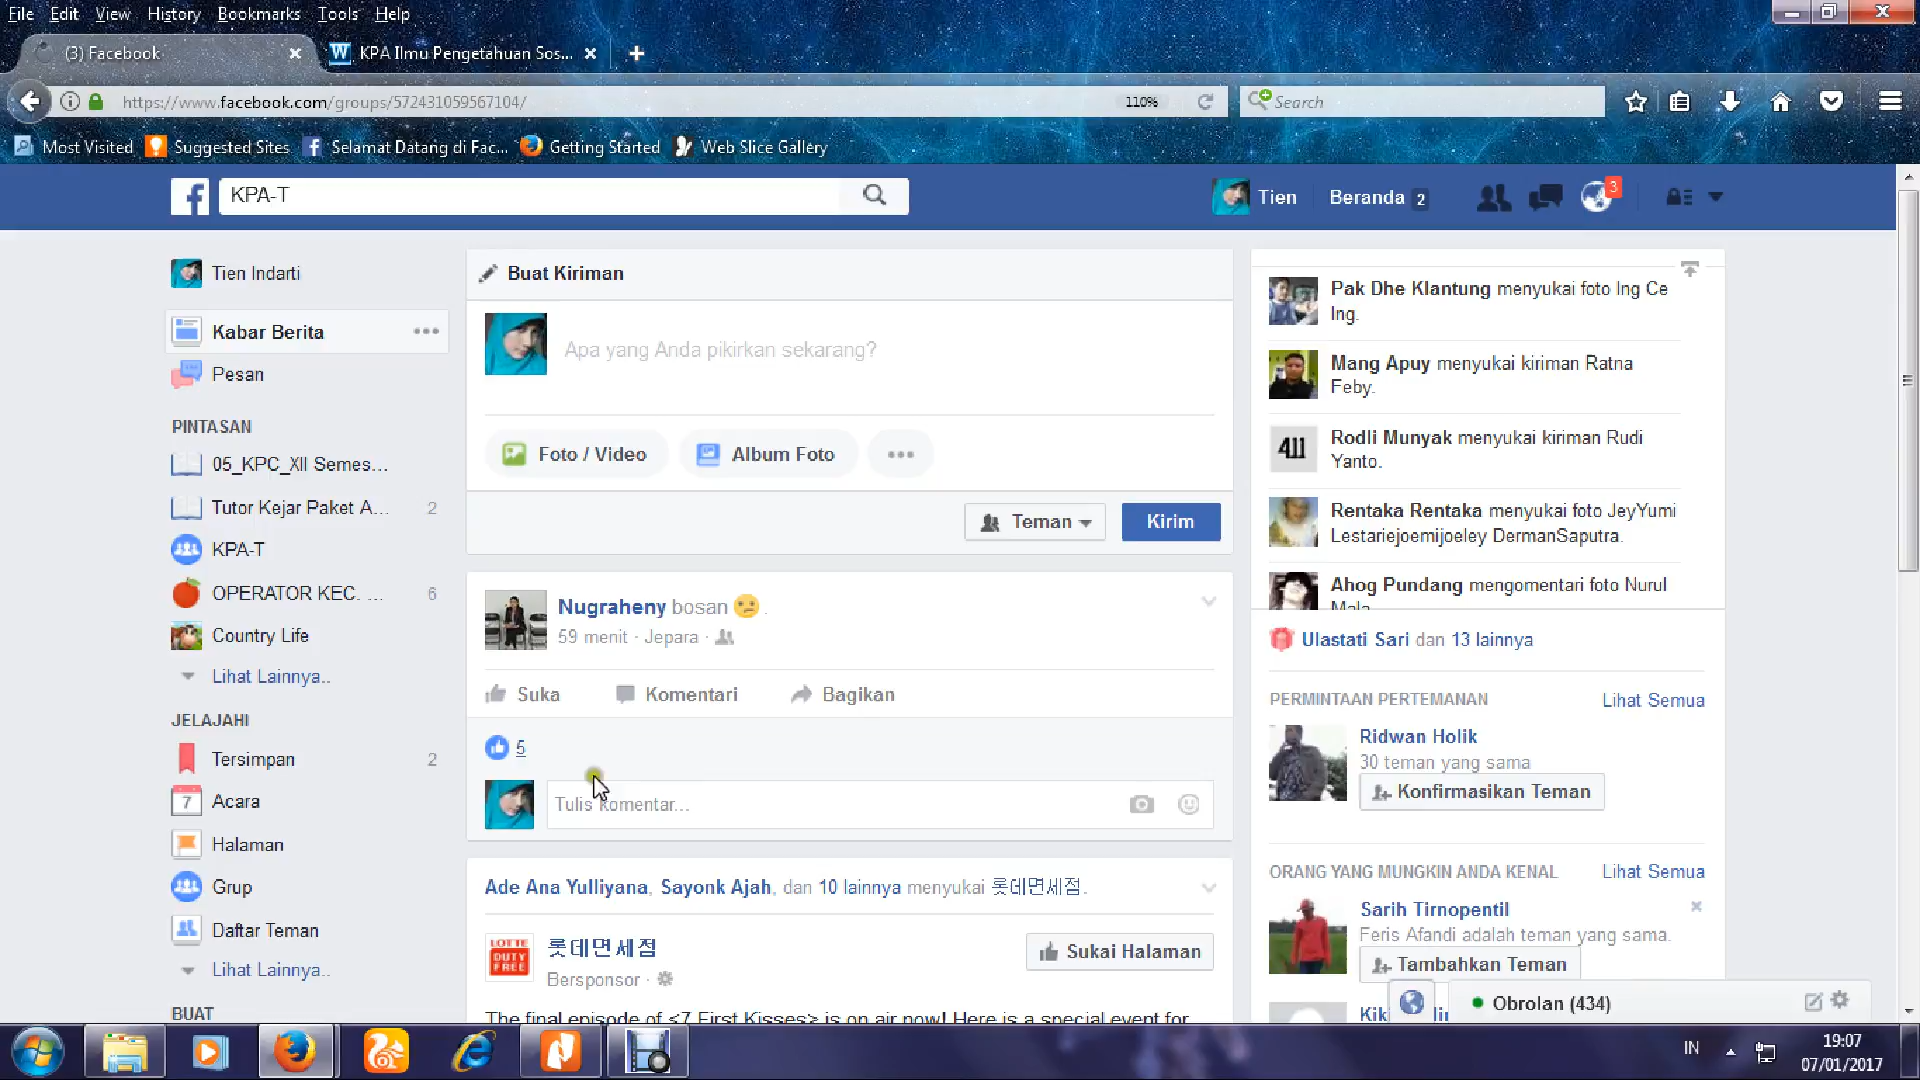 File Edit View History Bookmarks Tools Help
(3) Facebook
KPA Ilmu Pengetahuan Sos...
https://www.facebook.com/groups/572431059567104/
110%
Search
Most Visited
Suggested Sites
Selamat Datang di Fac...
Getting Started
Web Slice Gallery
KPA-T
Tien
Beranda 2
3
Tien Indarti
Kabar Berita
Pesan
PINTASAN
05_KPC_XII Semes...
Tutor Kejar Paket A... 2
KPA-T
OPERATOR KEC. ... 6
Country Life
Lihat Lainnya..
JELAJAHI
Tersimpan 2
7 Acara
Halaman
Grup
Daftar Teman
Lihat Lainnya..
BUAT
Buat Kiriman
Apa yang Anda pikirkan sekarang?
Foto / Video
Album Foto
Teman
Kirim
Nugraheny bosan .
59 menit · Jepara ·
Suka
Komentari
Bagikan
5
Tulis komentar...
Ade Ana Yulliyana, Sayonk Ajah, dan 10 lainnya menyukai 롯데면세점.
LOTTE
DUTY
FREE
롯데면세점
Bersponsor ·
Sukai Halaman
The final episode of <7 First Kisses> is on air now! Here is a special event for
Pak Dhe Klantung menyukai foto Ing Ce
Ing.
Mang Apuy menyukai kiriman Ratna
Feby.
411
Rodli Munyak menyukai kiriman Rudi
Yanto.
Rentaka Rentaka menyukai foto JeyYumi
Lestariejoemijoeley DermanSaputra.
Ahog Pundang mengomentari foto Nurul
Ulastati Sari dan 13 lainnya
PERMINTAAN PERTEMANAN
Lihat Semua
Ridwan Holik
30 teman yang sama
Konfirmasikan Teman
ORANG YANG MUNGKIN ANDA KENAL
Lihat Semua
Sarih Tirnopentil
Feris Afandi adalah teman yang sama.
Tambahkan Teman
Obrolan (434)
IN
19:07
07/01/2017